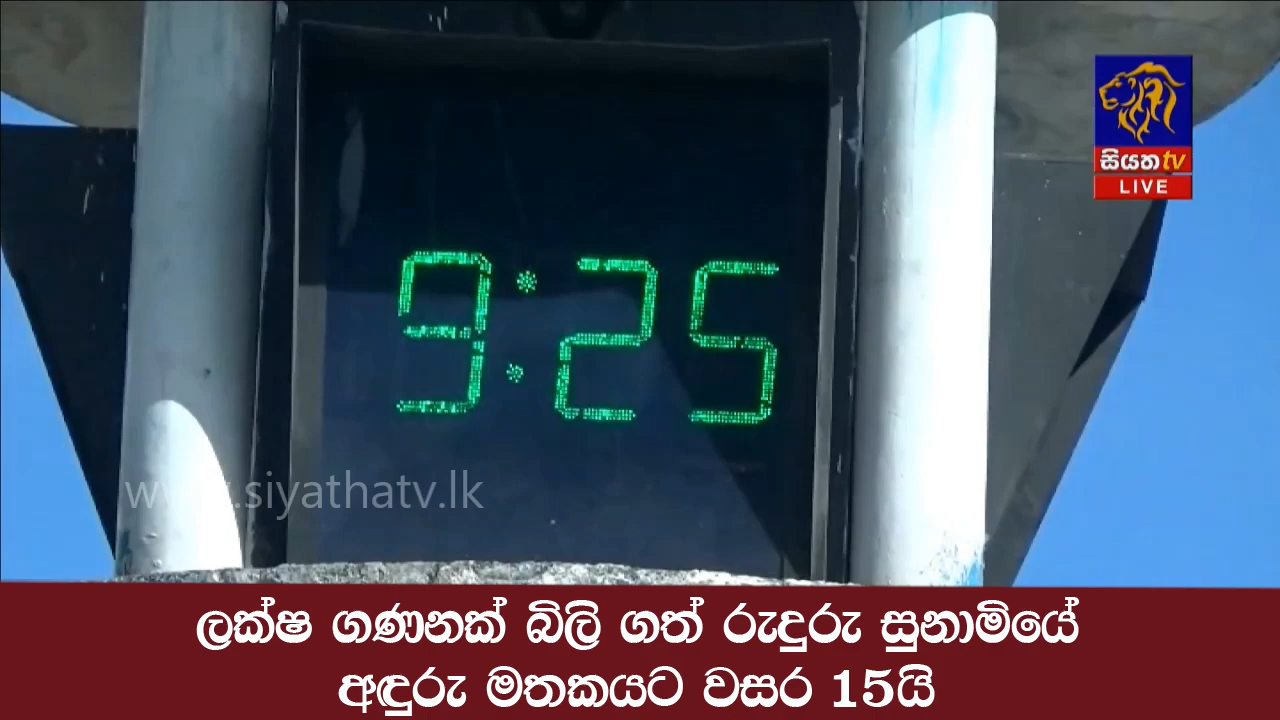 සියත tv
LIVE
9:25
www.siyathatv.lk
ලක්ෂ ගණනක් බිලි ගත් රුදුරු සුනාමියේ
අඳුරු මතකයට වසර 15යි